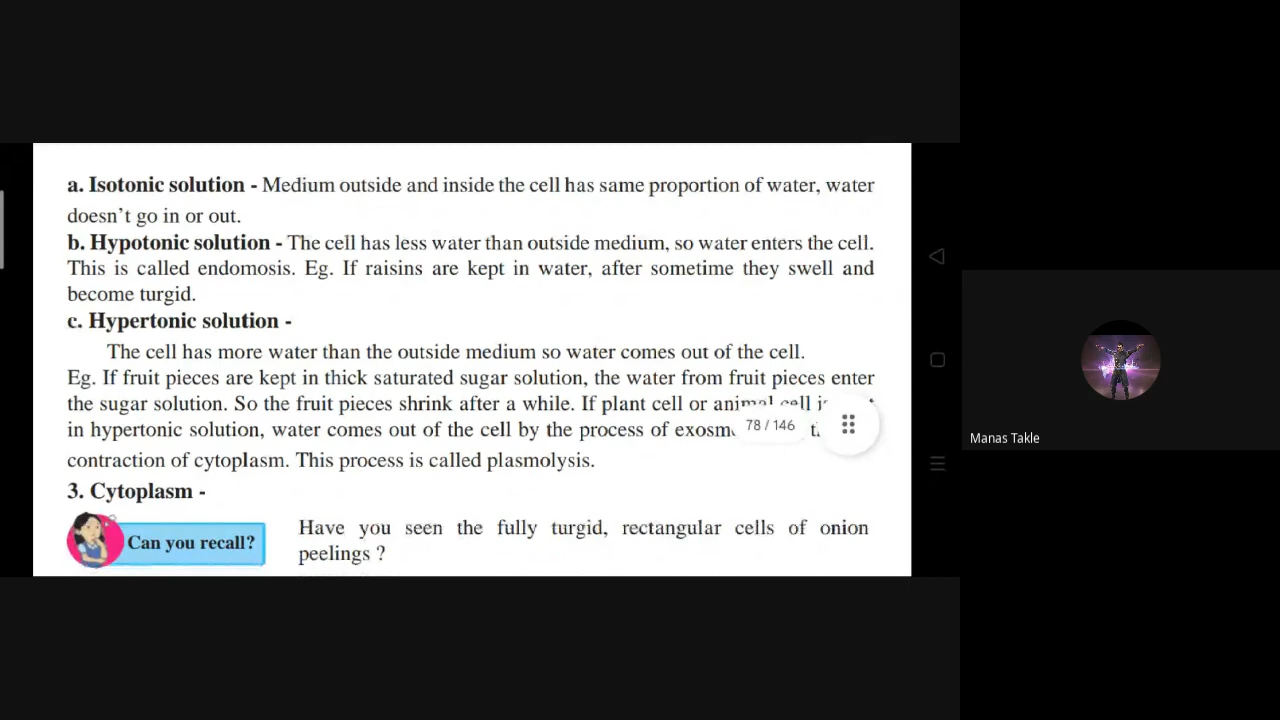 a. Isotonic solution - Medium outside and inside the cell has same proportion of water, water
doesn't go in or out.
b. Hypotonic solution - The cell has less water than outside medium, so water enters the cell.
This is called endomosis. Eg. If raisins are kept in water, after sometime they swell and
become turgid.
c. Hypertonic solution -
The cell has more water than the outside medium so water comes out of the cell.
Eg. If fruit pieces are kept in thick saturated sugar solution, the water from fruit pieces enter
the sugar solution. So the fruit pieces shrink after a while. If plant cell or animal cell
in hypertonic solution, water comes out of the cell by the process of
78 / 146
contraction of cytoplasm. This process is called plasmolysis.
3. Cytoplasm -
Can you recall?
Have you seen the fully turgid, rectangular cells of onion
peelings ?
Manas Takle